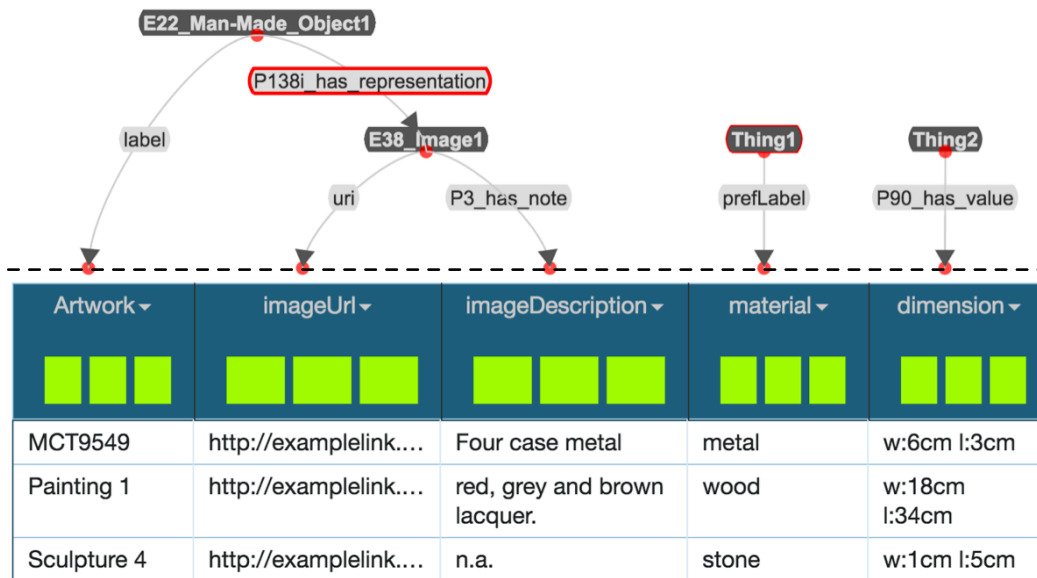 E22_Man-Made_Object1
P138i_has_representation
label
E38_Image1
Thing1
Thing2
uri
P3_has_note
prefLabel
P90_has_value
Artwork
imageUrl
imageDescription
material
dimension
MCT9549
http://examplelink....
Four case metal
metal
w:6cm l:3cm
Painting 1
http://examplelink....
red, grey and brown
lacquer.
wood
w:18cm
l:34cm
Sculpture 4
http://examplelink....
n.a.
stone
w:1cm l:5cm